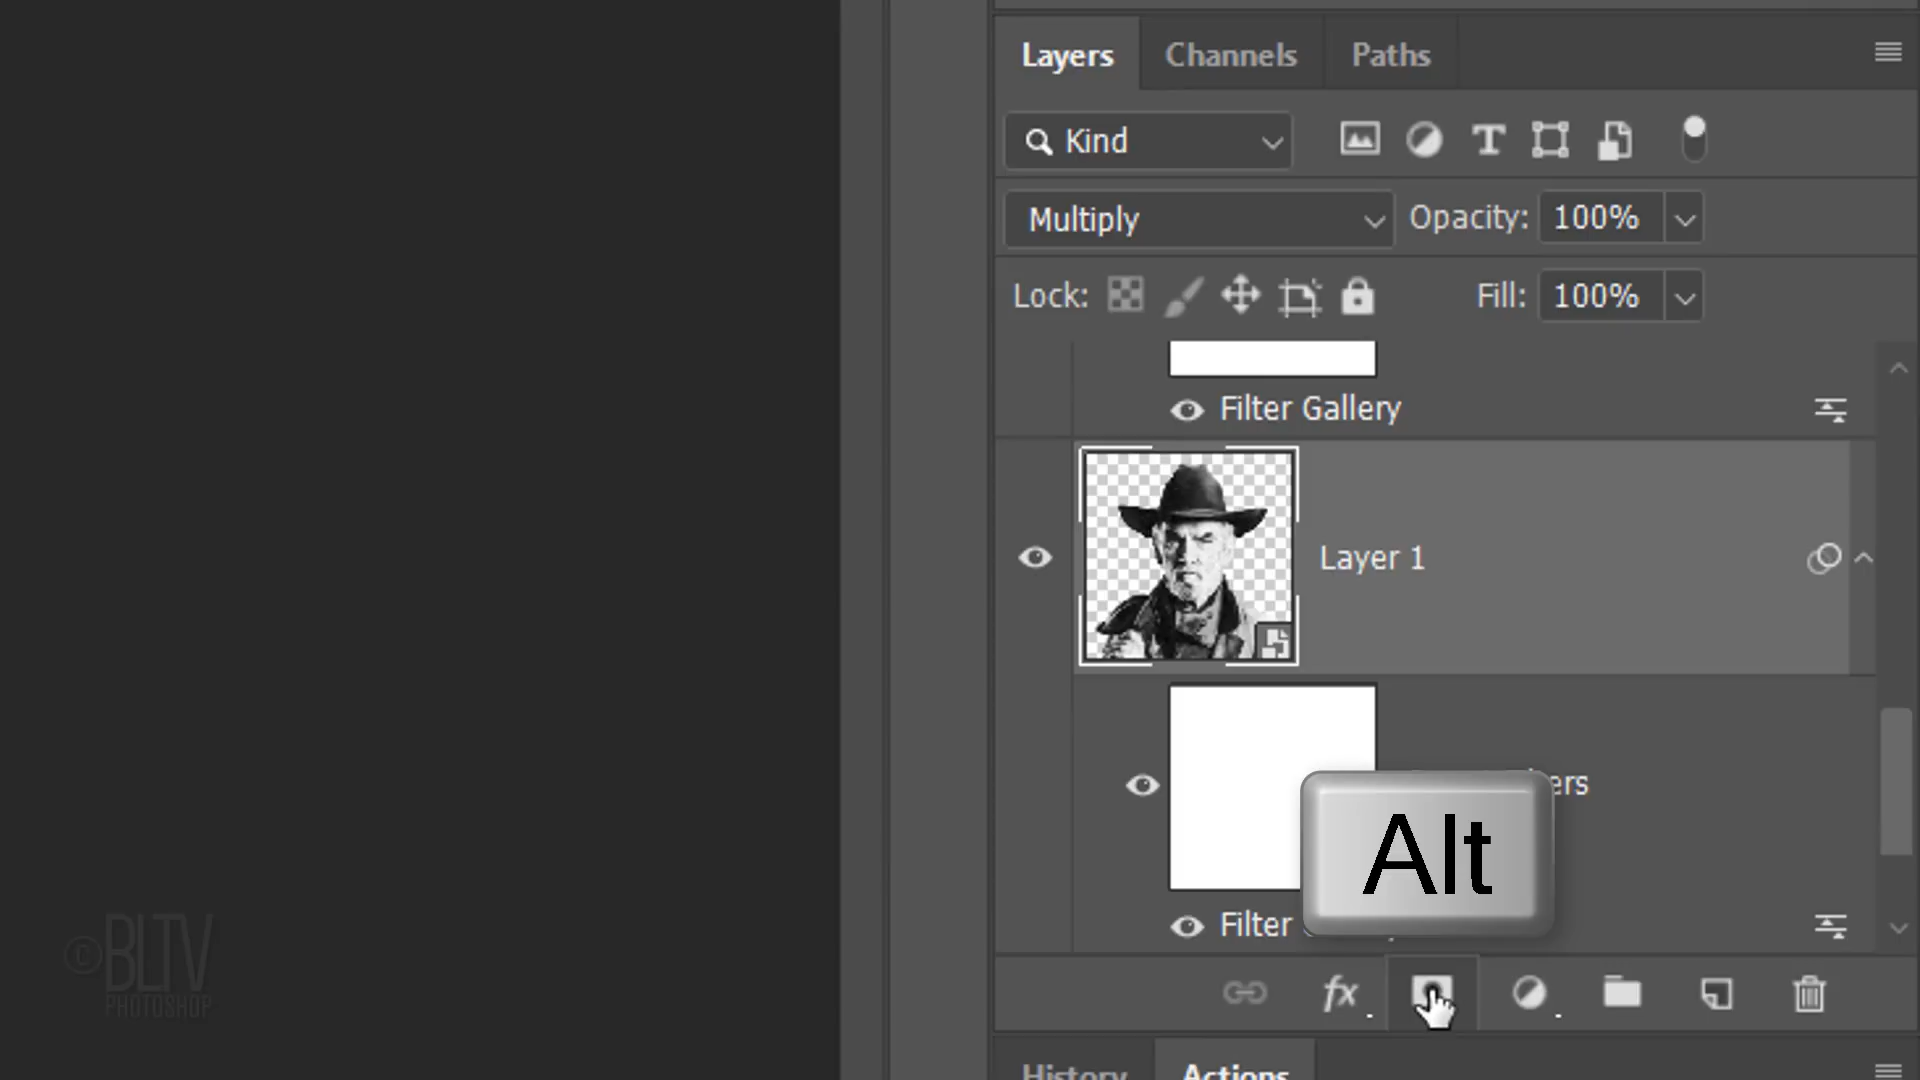 Layers Channels Paths
Kind
Multiply Opacity: 100%
Lock: Fill: 100%
Filter Gallery
Layer 1
Alt
Filter
fx
©BLTV
PHOTOSHOP
History Actions